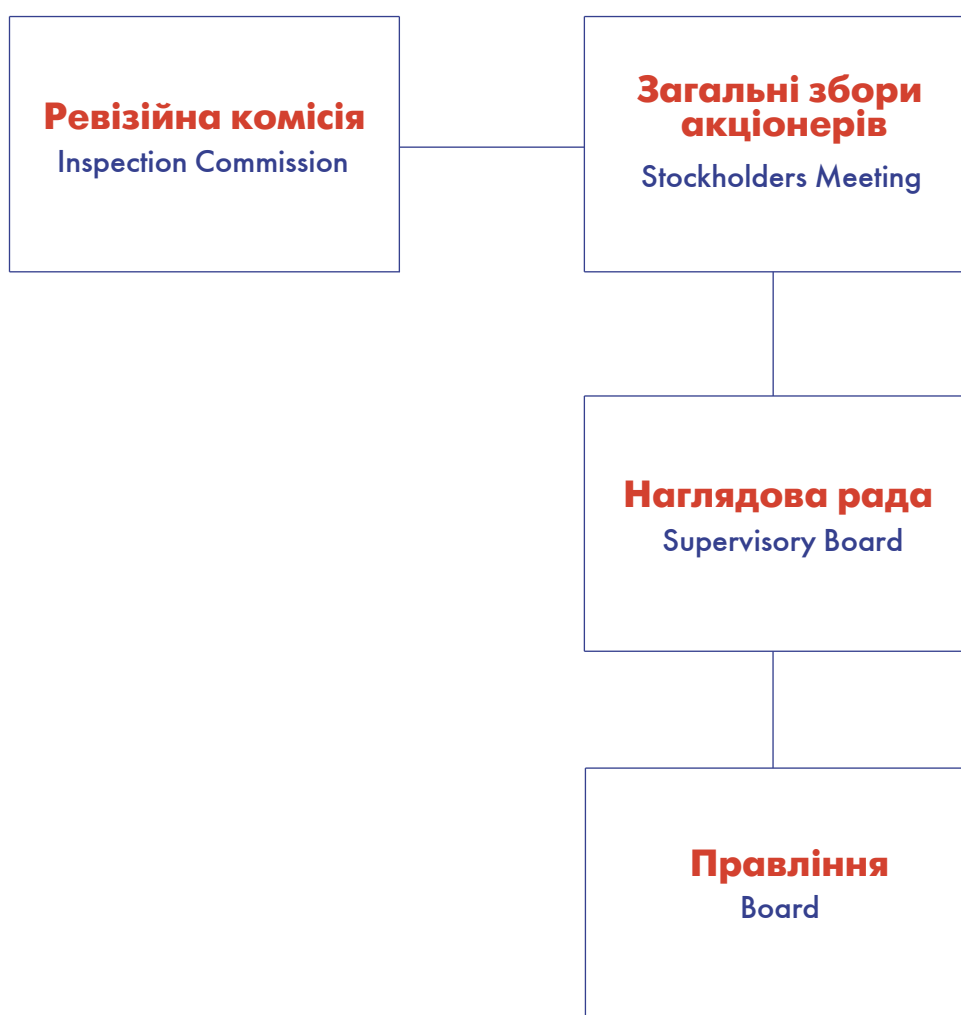 Ревізійна комісія
Inspection Commission
Загальні збори
акціонерів
Stockholders Meeting
Наглядова рада
Supervisory Board
Правління
Board